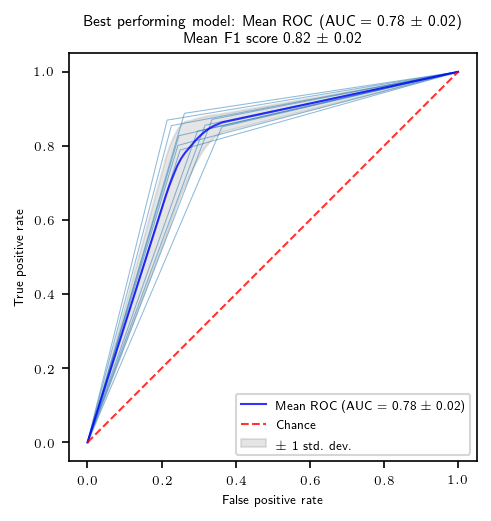 Best performing model: Mean ROC (AUC = 0.78 ± 0.02)
Mean F1 score 0.82 ± 0.02
1.0
0.8
0.6
0.4
0.2
0.0
True positive rate
Mean ROC (AUC = 0.78 ± 0.02)
Chance
± 1 std. dev.
0.0 0.2 0.4 0.6 0.8 1.0
False positive rate